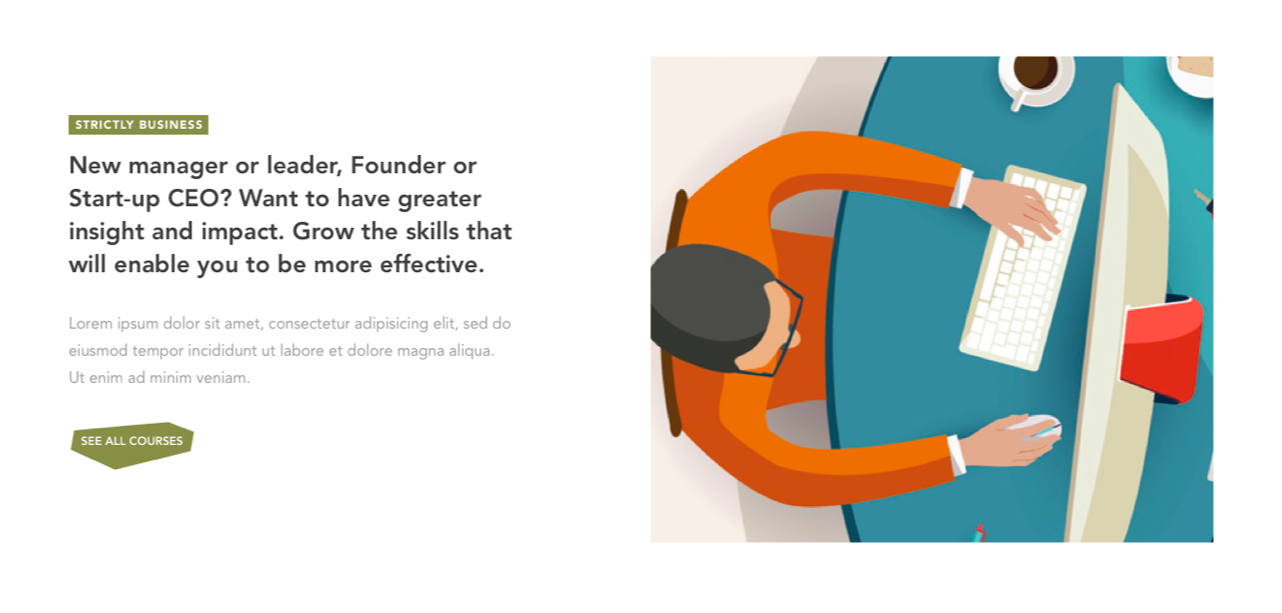 STRICTLY BUSINESS
New manager or leader, Founder or
Start-up CEO? Want to have greater
insight and impact. Grow the skills that
will enable you to be more effective.
Lorem ipsum dolor sit amet, consectetur adipisicing elit, sed do
eiusmod tempor incididunt ut labore et dolore magna aliqua.
Ut enim ad minim veniam.
SEE ALL COURSES